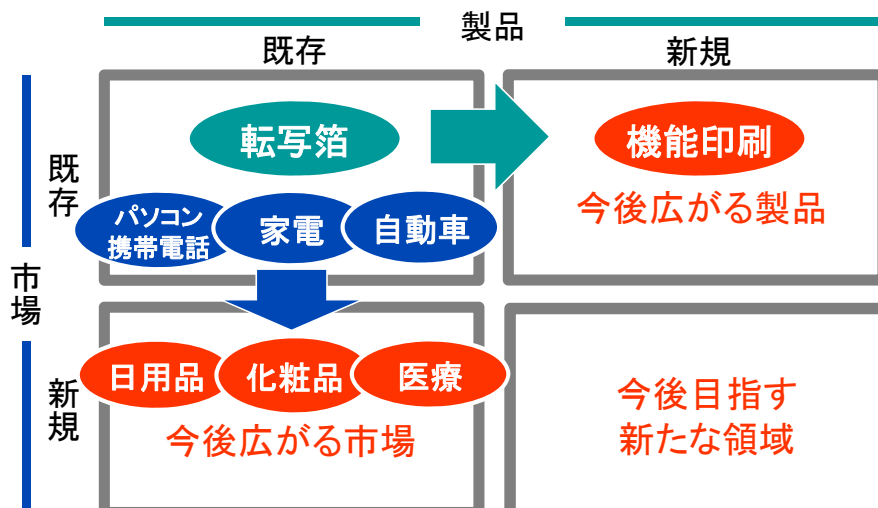 製品
既存
新規
市場
既存
転写箔
パソコン
携帯電話
家電
自動車
機能印刷
今後広がる製品
新規
日用品
化粧品
医療
今後広がる市場
今後目指す
新たな領域